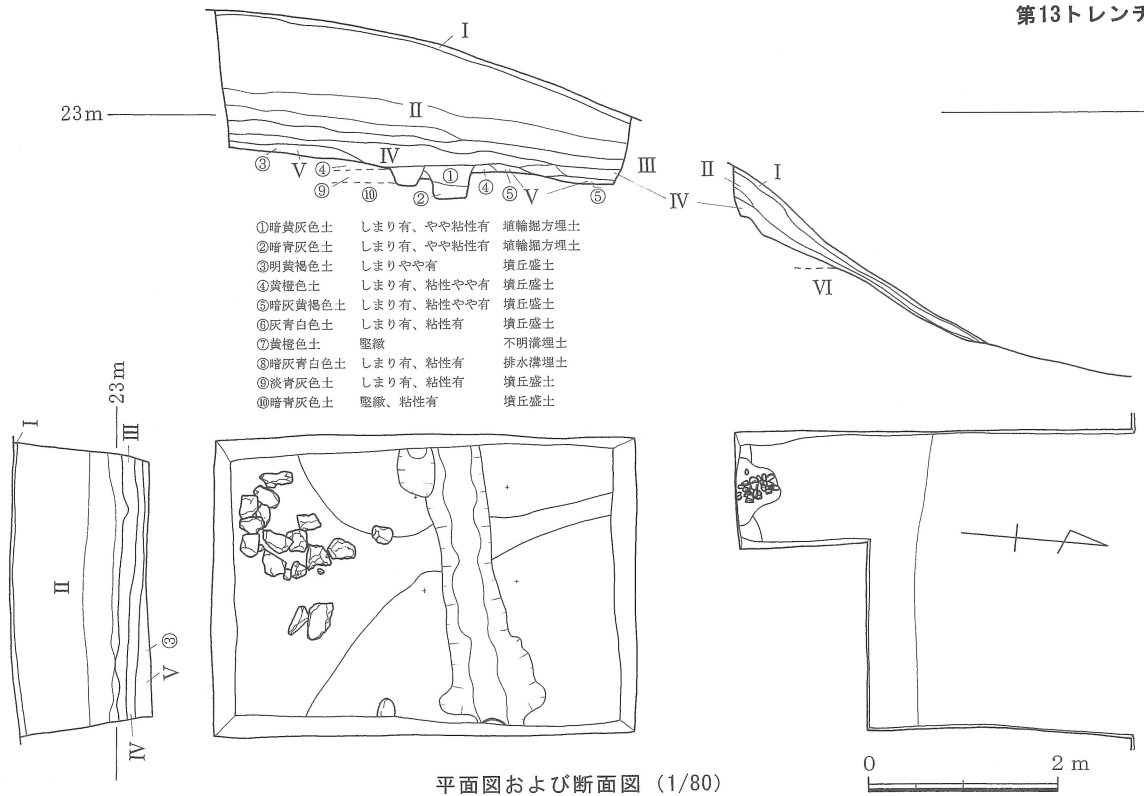 第13トレンチ
I
II
23m
③
V
④
IV
①
⑨
⑩
②
④
⑤
V
⑤
III
IV
II
I
VI
①暗黄灰色土 しまり有、やや粘性有 埴輪掘方埋土
②暗青灰色土 しまり有、やや粘性有 埴輪掘方埋土
③明黄褐色土 しまりやや有 墳丘盛土
④黄橙色土 しまり有、粘性やや有 墳丘盛土
⑤暗灰黄褐色土 しまり有、粘性やや有 墳丘盛土
⑥灰青白色土 しまり有、粘性有 墳丘盛土
⑦黄橙色土 堅緻 不明溝埋土
⑧暗灰青白色土 しまり有、粘性有 排水溝埋土
⑨淡青灰色土 しまり有、粘性有 墳丘盛土
⑩暗青灰色土 堅緻、粘性有 墳丘盛土
I
23m
III
II
③
V
IV
平面図および断面図（1/80）
0 2 m